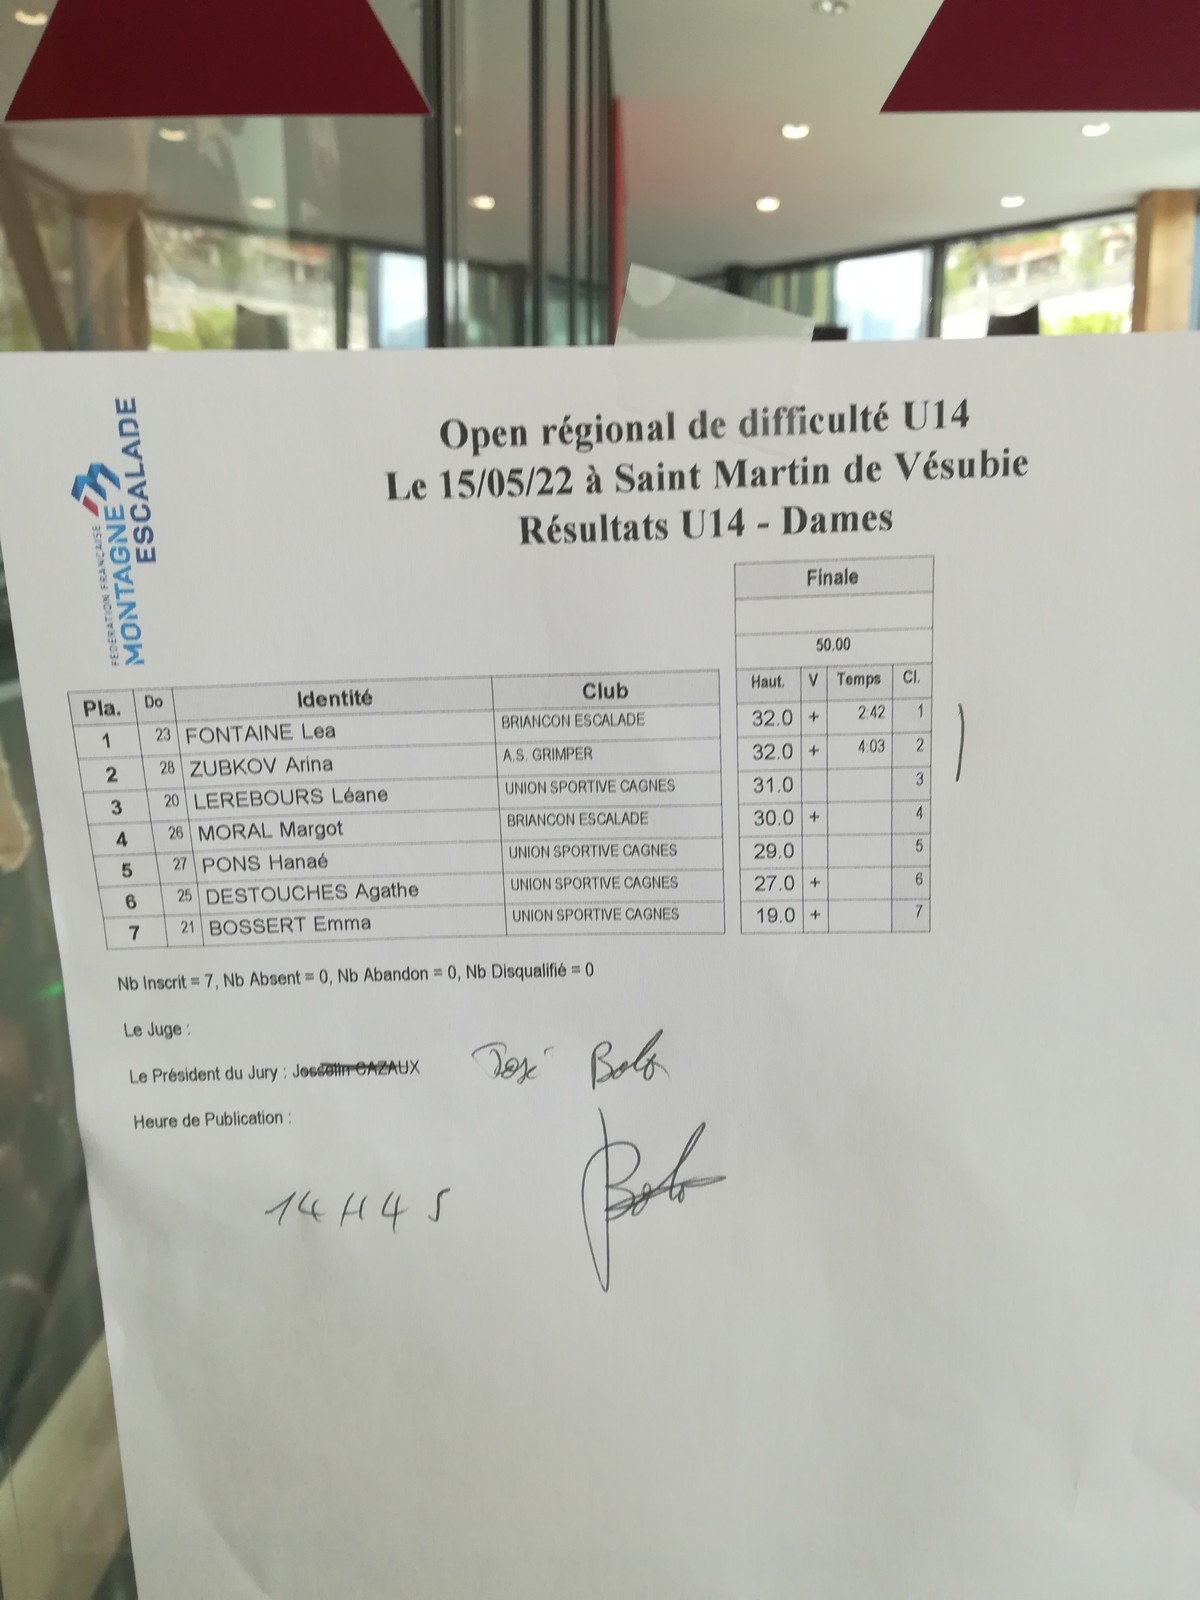 FÉDÉRATION FRANÇAISE
MONTAGNE
ESCALADE
Open régional de difficulté U14
Le 15/05/22 à Saint Martin de Vésubie
Résultats U14 - Dames
Finale
50.00
Pla. Do Identité Club Haut. V Temps Cl.
1 23 FONTAINE Lea BRIANCON ESCALADE 32.0 + 2:42 1
2 28 ZUBKOV Arina A.S. GRIMPER 32.0 + 4:03 2
3 20 LEREBOURS Léane UNION SPORTIVE CAGNES 31.0 3
4 26 MORAL Margot BRIANCON ESCALADE 30.0 + 4
5 27 PONS Hanaé UNION SPORTIVE CAGNES 29.0 5
6 25 DESTOUCHES Agathe UNION SPORTIVE CAGNES 27.0 + 6
7 21 BOSSERT Emma UNION SPORTIVE CAGNES 19.0 + 7
Nb Inscrit = 7, Nb Absent = 0, Nb Abandon = 0, Nb Disqualifié = 0
Le Juge :
Le Président du Jury : Josselin CAZAUX José
Heure de Publication :
14H45